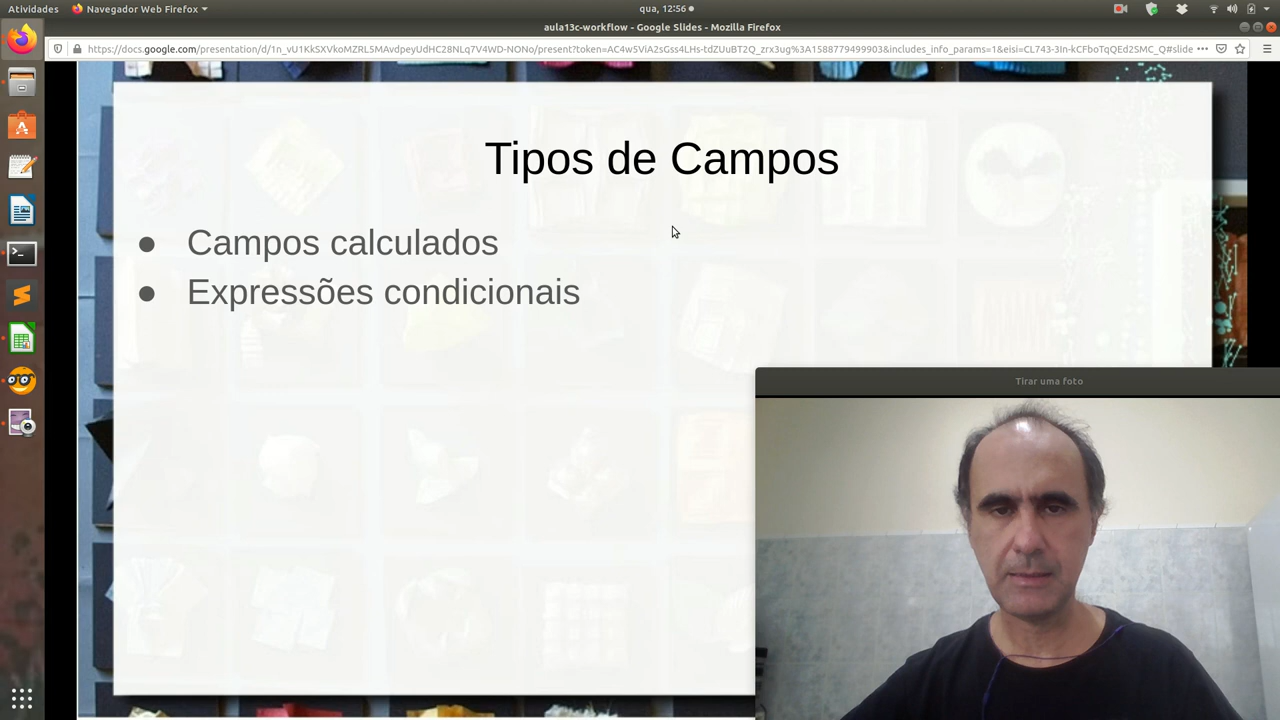 Atividades
Navegador Web Firefox
qua, 12:56
aula13c-workflow - Google Slides - Mozilla Firefox
Tipos de Campos
● Campos calculados
● Expressões condicionais
Tirar uma foto